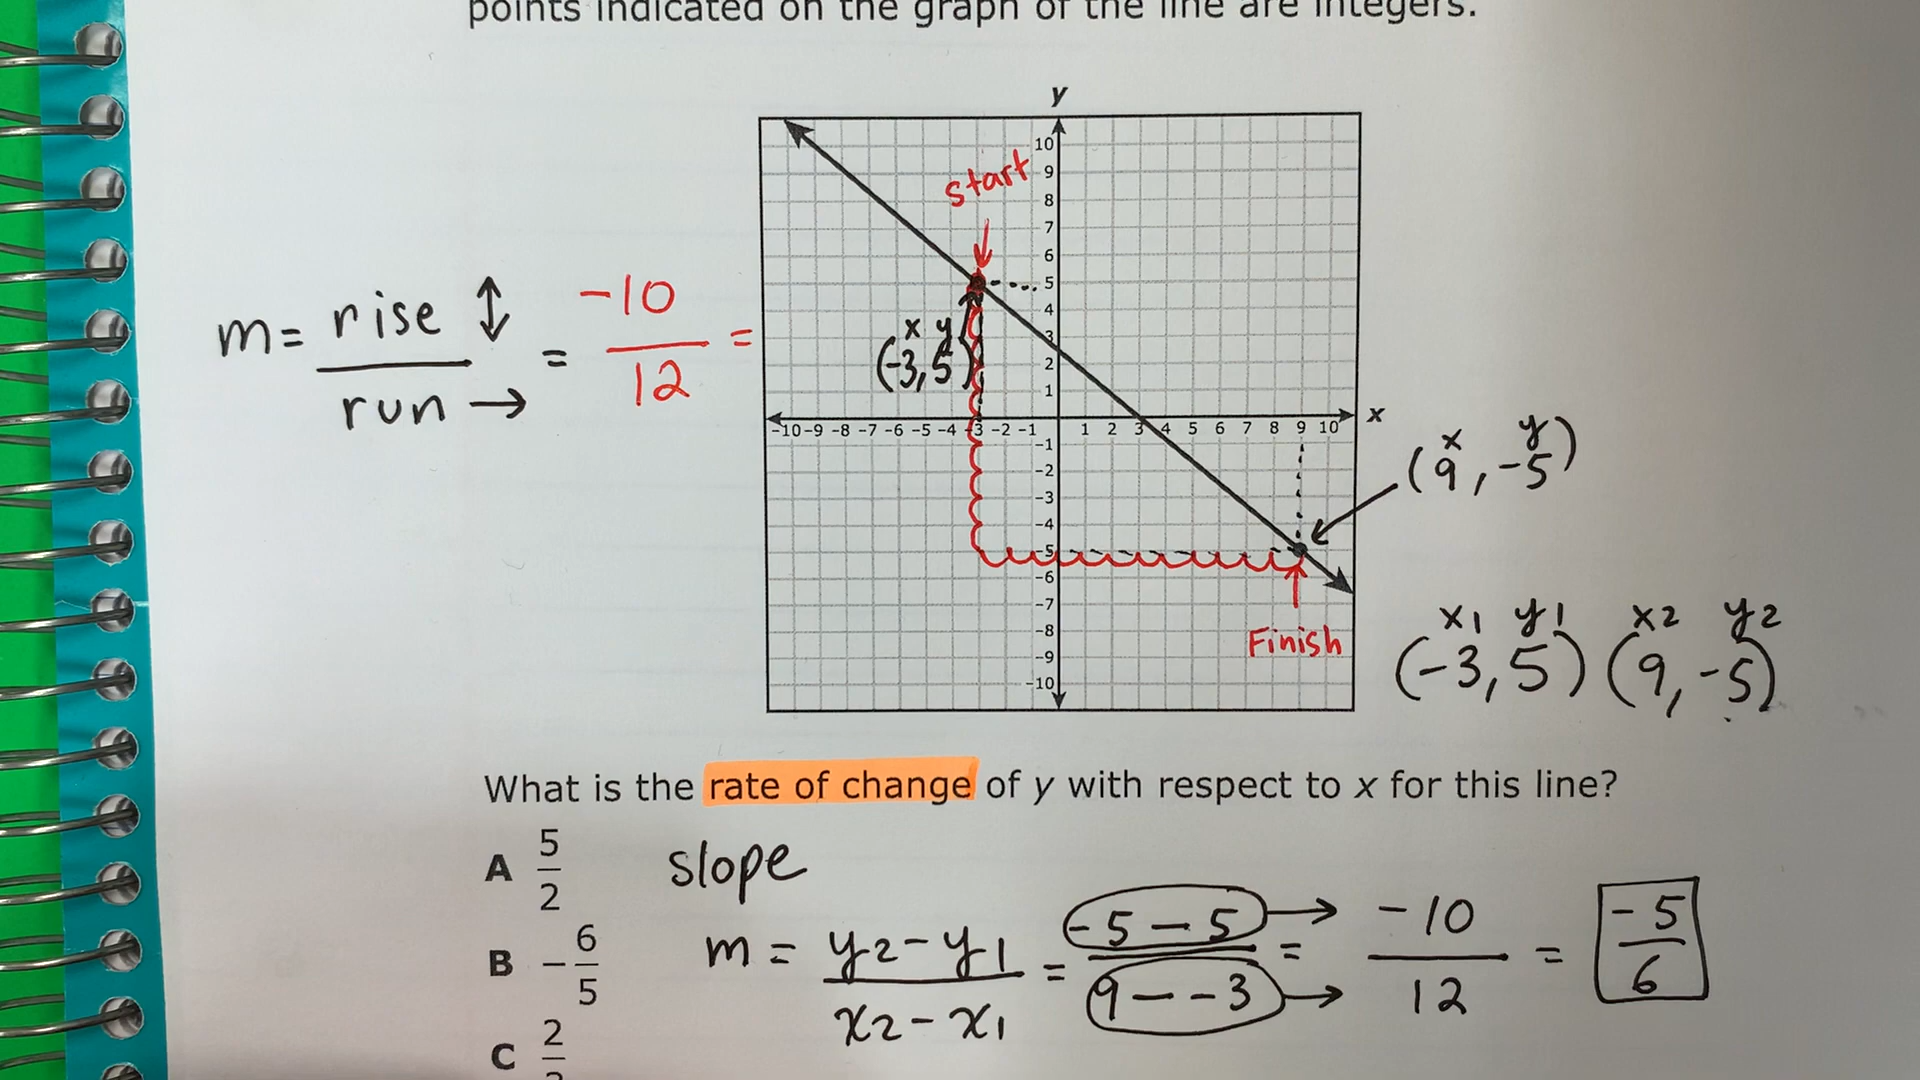 points indicated on the graph of the line are integers.
y
10
start
9
8
7
6
5
4
3
2
1
m = rise ↕ / run → = -10 / 12 =
x y
(-3, 5)
-10 -9 -8 -7 -6 -5 -4 -3 -2 -1 1 2 3 4 5 6 7 8 9 10 x
-1
-2
-3
-4
-5
-6
-7
-8
-9
-10
x y
(9, -5)
Finish
x1 y1 x2 y2
(-3, 5) (9, -5)
What is the rate of change of y with respect to x for this line?
A 5/2
slope
B -6/5
m = y2 - y1 / x2 - x1 = -5 - 5 / 9 - -3 = -10 / 12 = -5 / 6
C 2